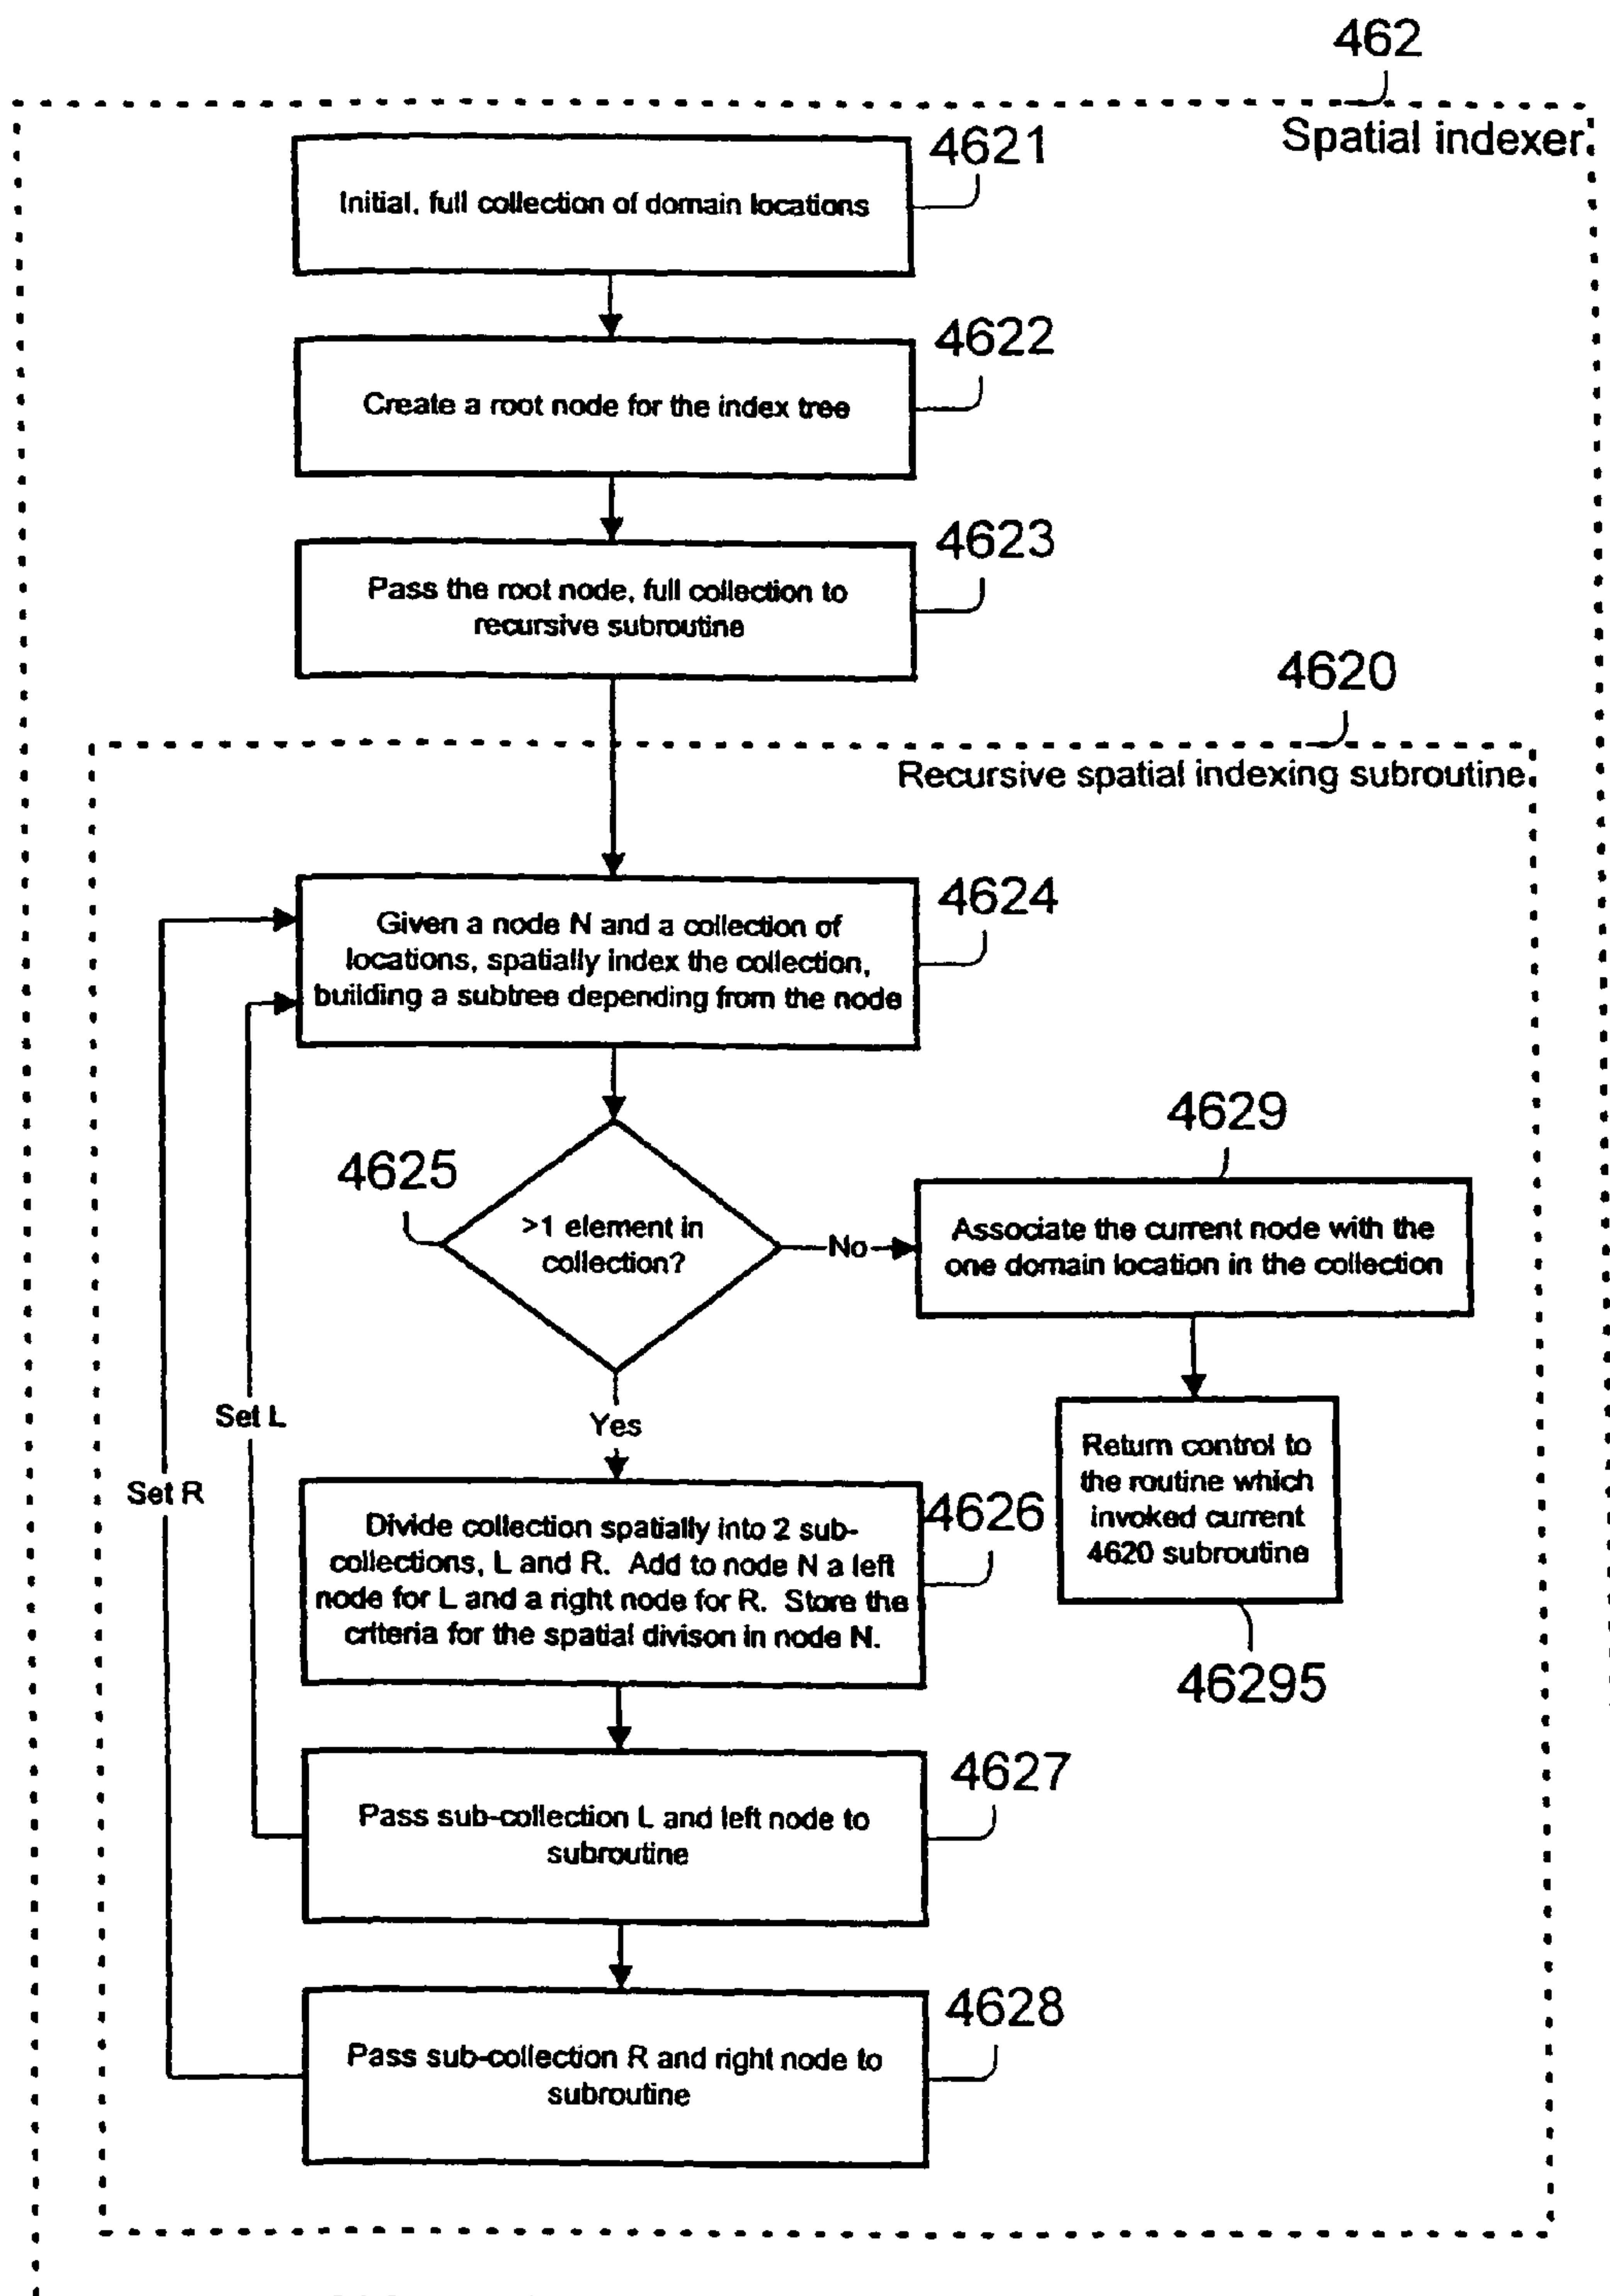 462
Spatial indexer
4621
Initial, full collection of domain locations
4622
Create a root node for the index tree
4623
Pass the root node, full collection to
recursive subroutine
4620
Recursive spatial indexing subroutine
4624
Given a node N and a collection of
locations, spatially index the collection,
building a subtree depending from the node
4625
>1 element in
collection?
No
4629
Associate the current node with the
one domain location in the collection
Yes
Set L
Set R
Return control to
the routine which
invoked current
4620 subroutine
46295
4626
Divide collection spatially into 2 sub-
collections, L and R. Add to node N a left
node for L and a right node for R. Store the
criteria for the spatial divison in node N.
4627
Pass sub-collection L and left node to
subroutine
4628
Pass sub-collection R and right node to
subroutine